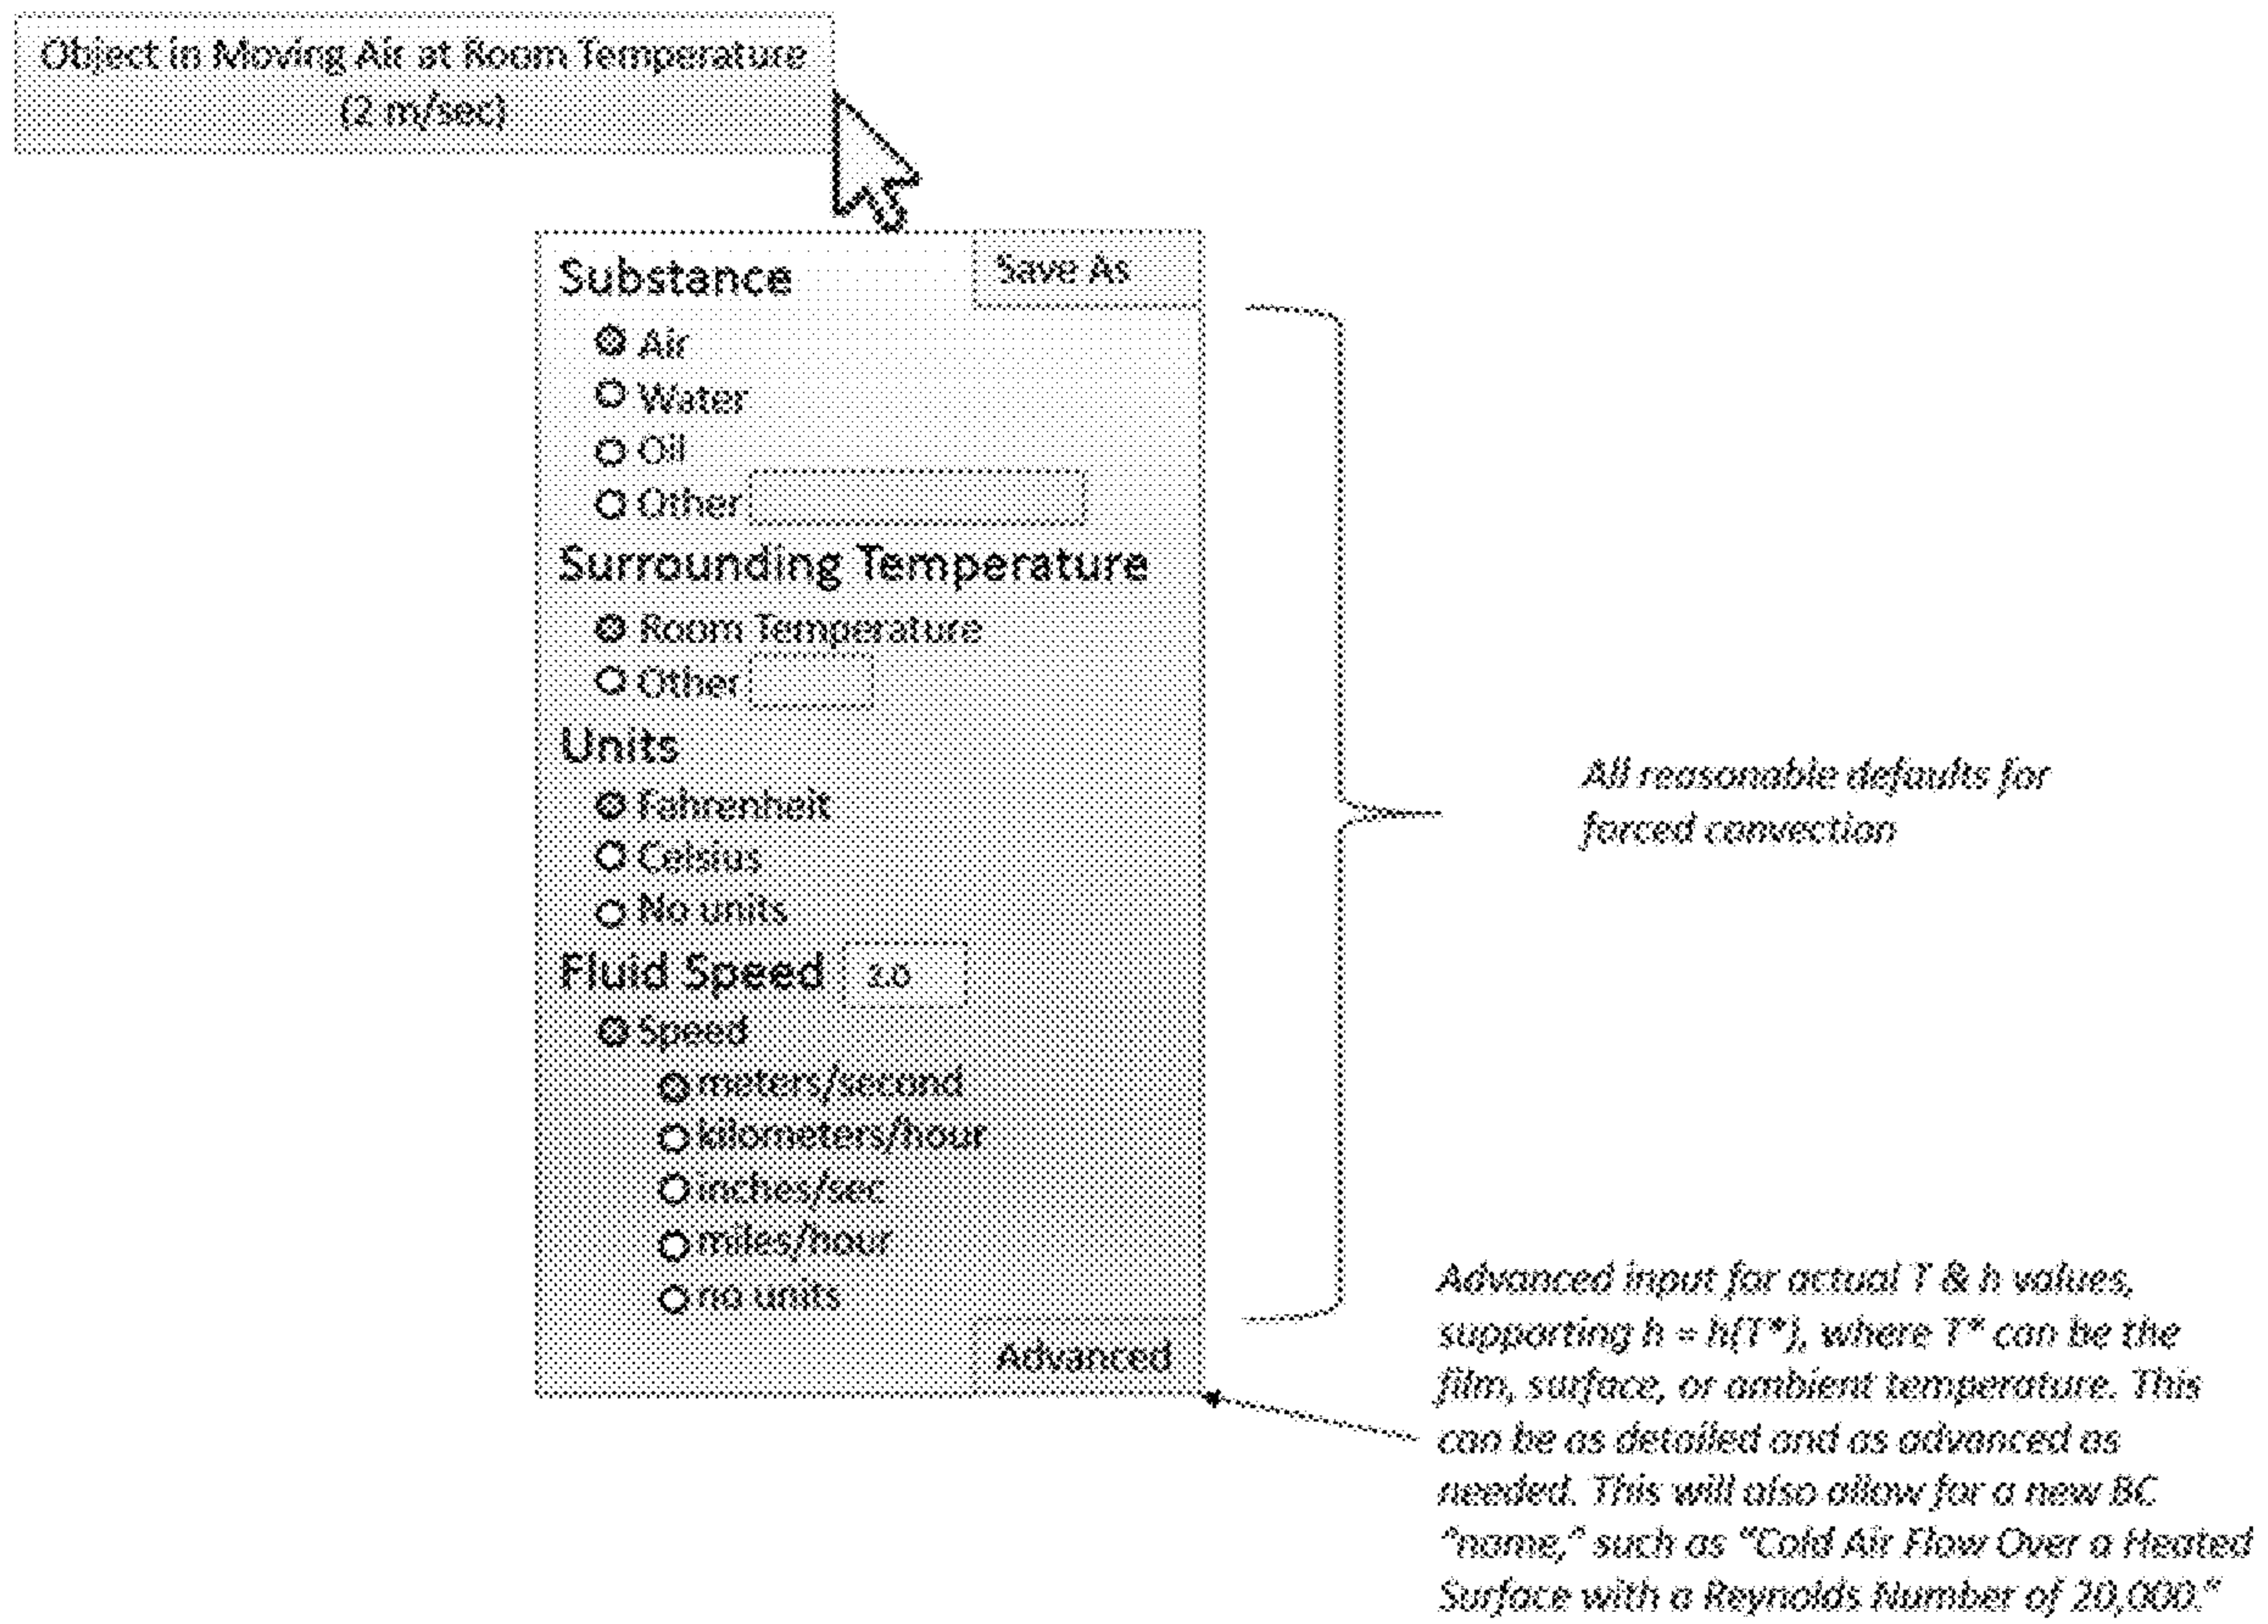 Object in Moving Air at Room Temperature
(2 m/sec)
Save As
Substance
Air
Water
Oil
Other
Surrounding Temperature
Room Temperature
Other
Units
Fahrenheit
Celsius
No units
Fluid Speed 2.0
Speed
meters/second
kilometers/hour
inches/sec
miles/hour
no units
Advanced
All reasonable defaults for
forced convection
Advanced input for actual T & h values,
supporting h = h(T*), where T* can be the
film, surface, or ambient temperature. This
can be as detailed and as advanced as
needed. This will also allow for a new BC
"name," such as "Cold Air Flow Over a Heated
Surface with a Reynolds Number of 20,000."